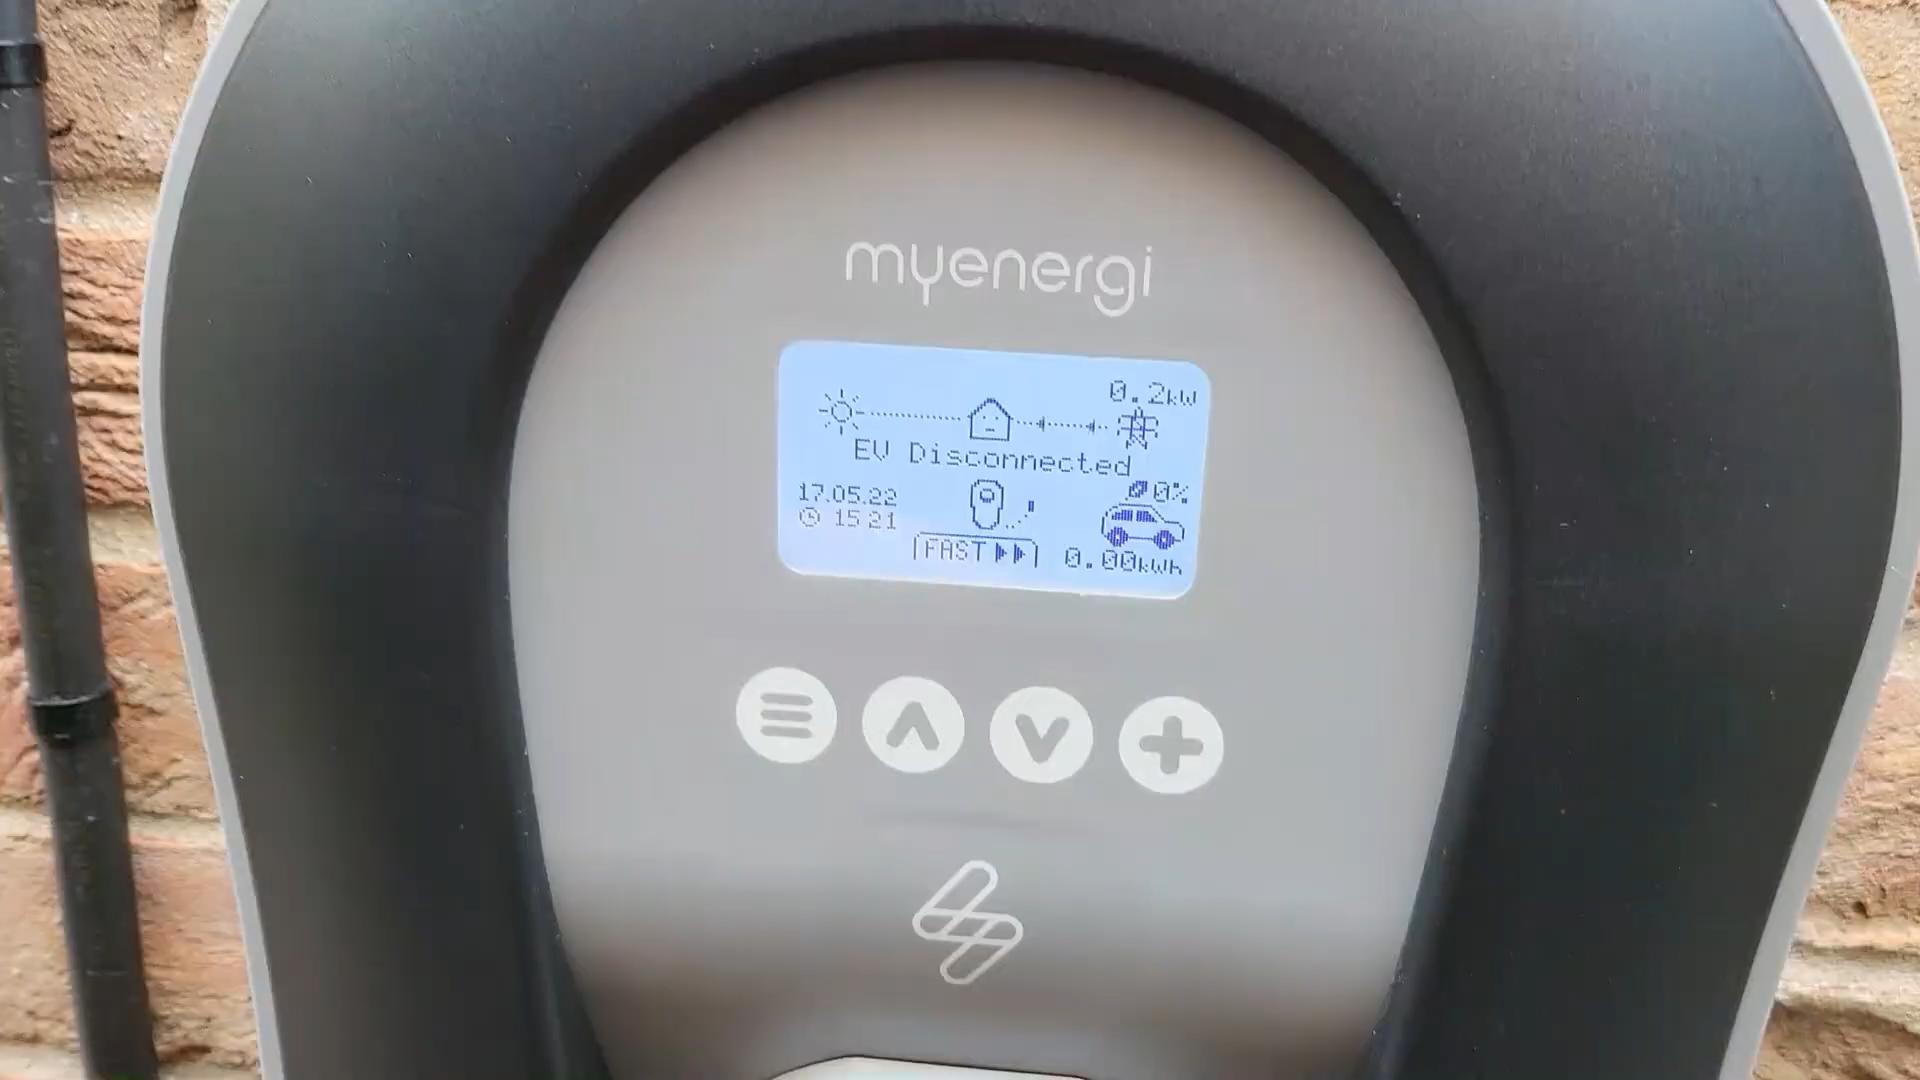 myenergi
0.2kW
EV Disconnected
0%
17.05.22
15 21
FAST
0.00kWh